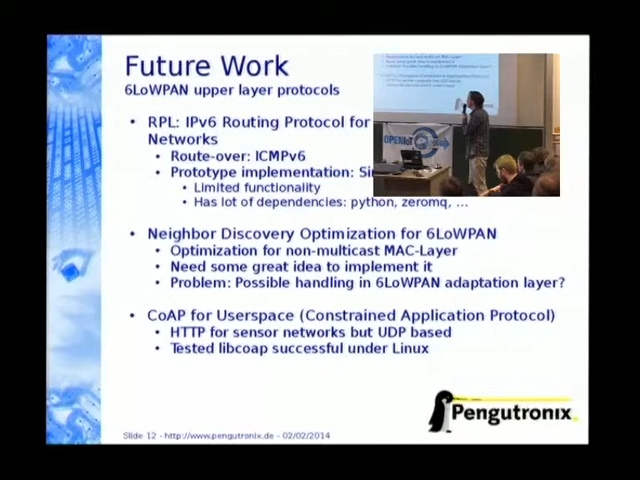 Future Work
6LoWPAN upper layer protocols
• RPL: IPv6 Routing Protocol for
Networks
• Route-over: ICMPv6
• Prototype implementation:
• Limited functionality
• Has lot of dependencies: python, zeromq, ...
• Neighbor Discovery Optimization for 6LoWPAN
• Optimization for non-multicast MAC-Layer
• Need some great idea to implement it
• Problem: Possible handling in 6LoWPAN adaptation layer?
• CoAP for Userspace (Constrained Application Protocol)
• HTTP for sensor networks but UDP based
• Tested libcoap successful under Linux
Pengutronix
Slide 12 - http://www.pengutronix.de - 02/02/2014